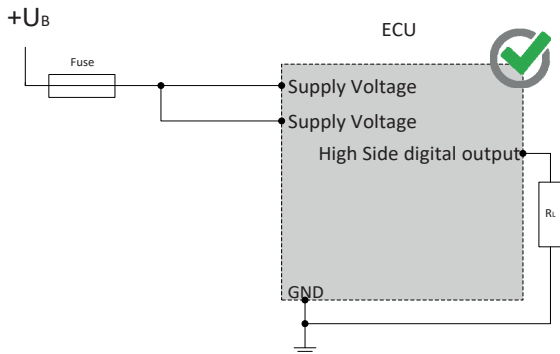 +UB
ECU
Fuse
Supply Voltage
Supply Voltage
High Side digital output
RL
GND